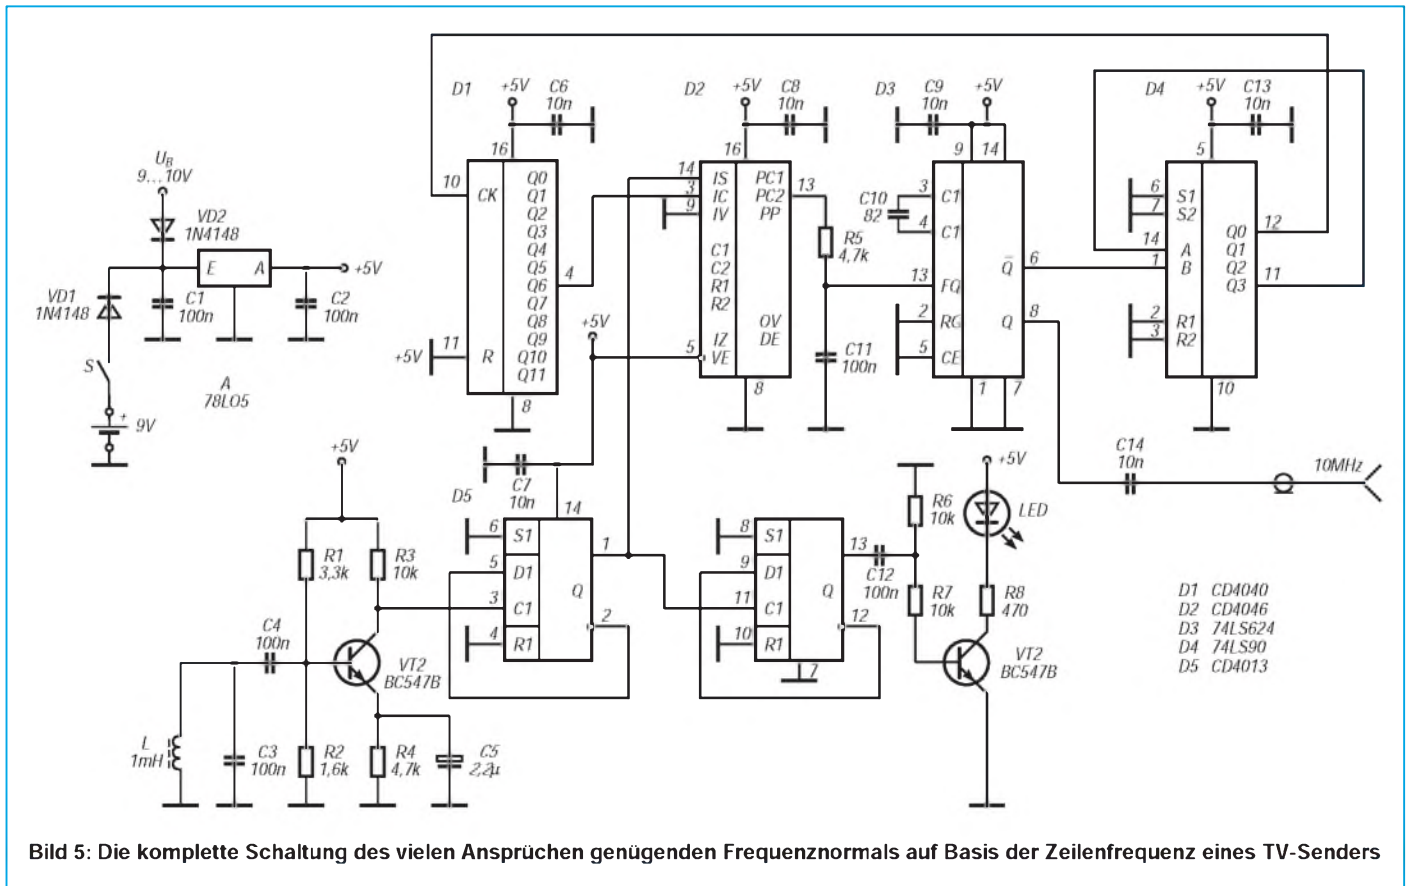 U_B
9...10V
VD2
1N4148
E A
+5V
VD1
1N4148
C1
100n
C2
100n
S
A
78L05
+
9V
D1
+5V
C6
10n
16
10
CK
Q0
Q1
Q2
Q3
Q4
Q5
Q6
Q7
Q8
Q9
Q10
Q11
4
+5V
11
R
8
D2
+5V
C8
10n
16
14
3
9
IS
IC
IV
C1
C2
R1
R2
IZ
VE
5
+5V
PC1
PC2
PP
OV
DE
13
8
R5
4,7k
C11
100n
D3
C9
10n
+5V
9
14
C10
82
3
4
C1
C1
13
FQ
2
RG
5
CE
Q
Q
6
8
1
7
D4
+5V
C13
10n
5
6
7
S1
S2
14
1
A
B
2
3
R1
R2
Q0
Q1
Q2
Q3
12
11
10
C14
10n
10MHz
+5V
R1
3,3k
R3
10k
C4
100n
VT2
BC547B
L
1mH
C3
100n
R2
1,6k
R4
4,7k
C5
2,2µ
C7
10n
D5
14
6
S1
5
D1
3
C1
4
R1
Q
1
2
8
S1
9
D1
11
C1
10
R1
Q
13
12
7
C12
100n
R6
10k
R7
10k
+5V
LED
R8
470
VT2
BC547B
D1 CD4040
D2 CD4046
D3 74LS624
D4 74LS90
D5 CD4013
Bild 5: Die komplette Schaltung des vielen Ansprüchen genügenden Frequenznormals auf Basis der Zeilenfrequenz eines TV-Senders